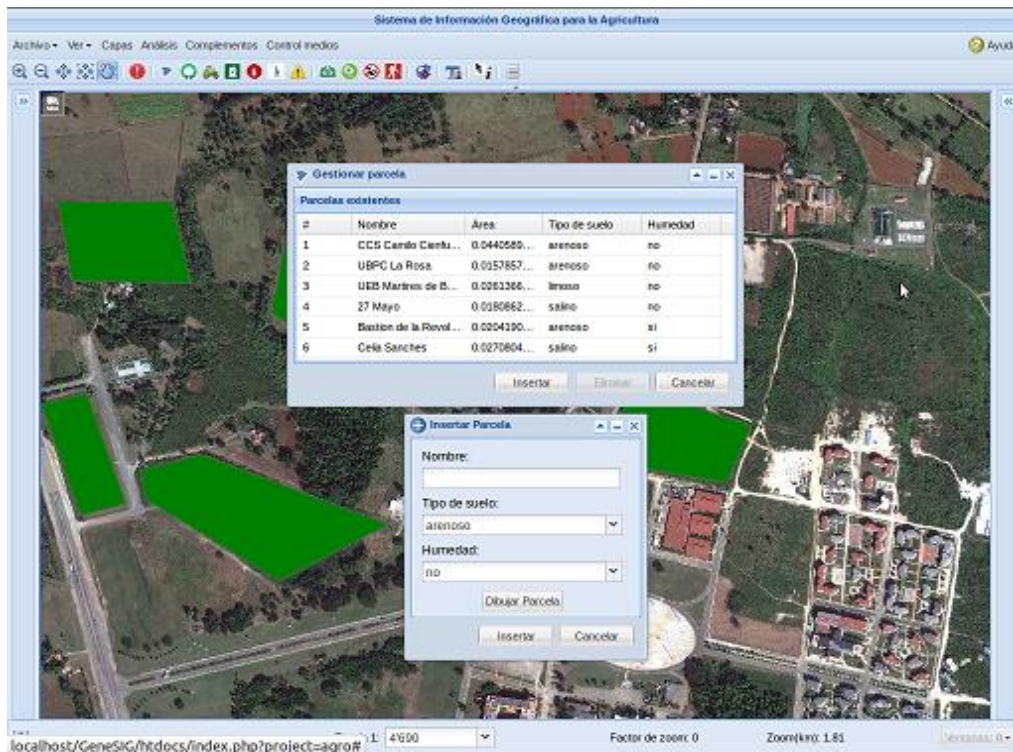 Sistema de Información Geográfica para la Agricultura
Archivo Ver Capas Análisis Complementos Control medios Ayuda
Gestionar parcela
Parcelas existentes
# Nombre Área Tipo de suelo Humedad
1 CCS Camilo Cienfu... 0.0440589... arenoso no
2 UBPC La Rosa 0.0157857... arenoso no
3 UEB Martires de B... 0.0261366... limoso no
4 27 Mayo 0.0180862... salino no
5 Bastion de la Revol... 0.0204190... arenoso si
6 Celia Sanches 0.0270804... salino si
Insertar Eliminar Cancelar
Insertar Parcela
Nombre:
Tipo de suelo:
arenoso
Humedad:
no
Dibujar Parcela
Insertar Cancelar
1: 4'690 Factor de zoom: 0 Zoom(km): 1.81 Ventanas: 0
localhost/GeneSIG/htdocs/index.php?project=agro#